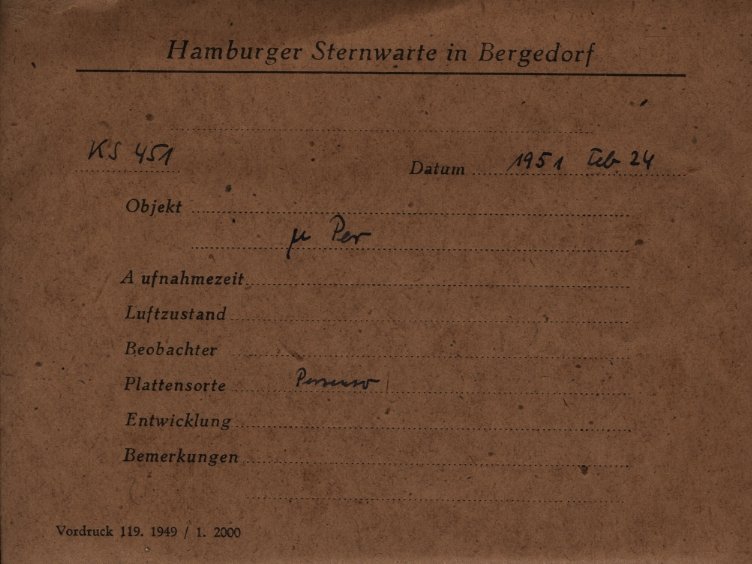 Hamburger Sternwarte in Bergedorf
KS 451
Datum 1951 Feb 24
Objekt
μ Per
Aufnahmezeit
Luftzustand
Beobachter
Plattensorte
Entwicklung
Bemerkungen
Vordruck 119. 1949 / 1. 2000